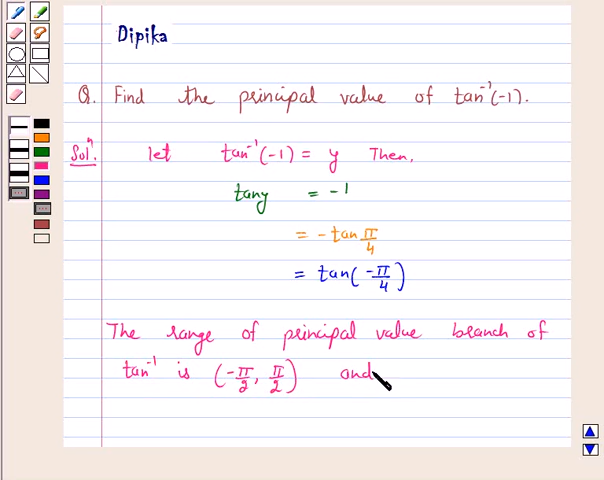 Dipika
Q. Find the principal value of tan⁻¹(-1).
Solⁿ. let tan⁻¹(-1) = y Then,
tany = -1
= -tan π/4
= tan(-π/4)
The range of principal value branch of
tan⁻¹ is (-π/2, π/2) and